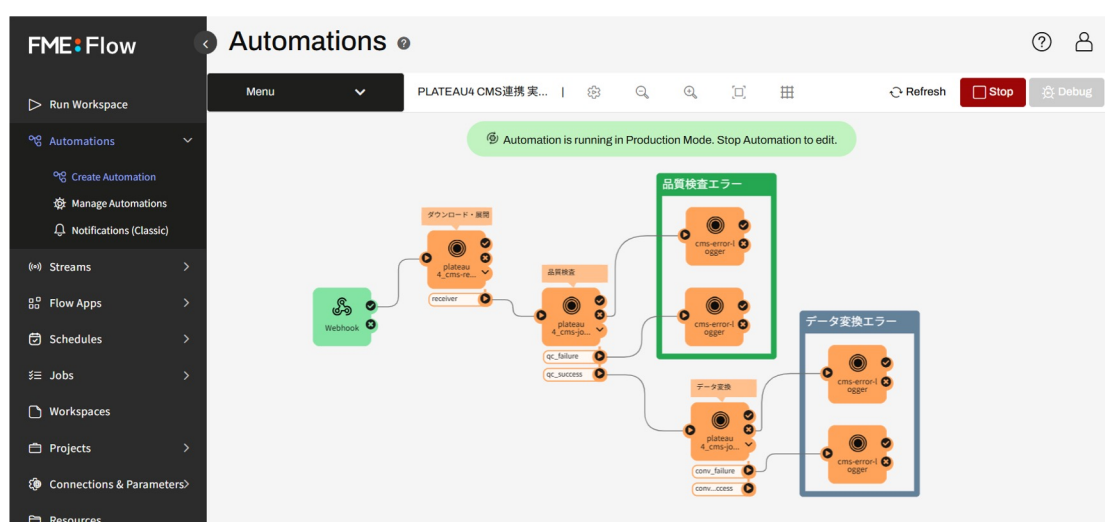 FME:Flow
Automations
Menu
PLATEAU4 CMS連携 実... |
Refresh
Stop
Debug
Run Workspace
Automations
Create Automation
Manage Automations
Notifications (Classic)
Streams
Flow Apps
Schedules
Jobs
Workspaces
Projects
Connections & Parameters
Resources
Automation is running in Production Mode. Stop Automation to edit.
Webhook
ダウンロード・展開
plateau
4_cms-re...
receiver
品質検査
plateau
4_cms-jo...
qc_failure
qc_success
品質検査エラー
cms-error-l
ogger
cms-error-l
ogger
データ変換
plateau
4_cms-jo...
conv_failure
conv...ccess
データ変換エラー
cms-error-l
ogger
cms-error-l
ogger